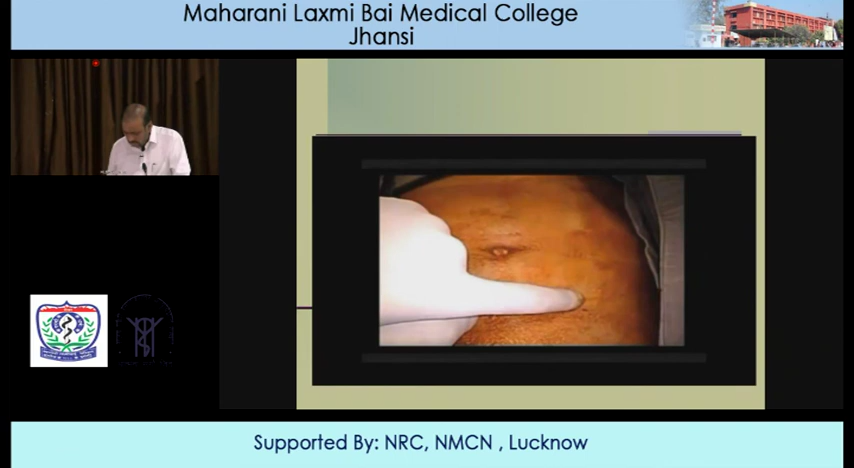 Maharani Laxmi Bai Medical College
Jhansi
Supported By: NRC, NMCN , Lucknow